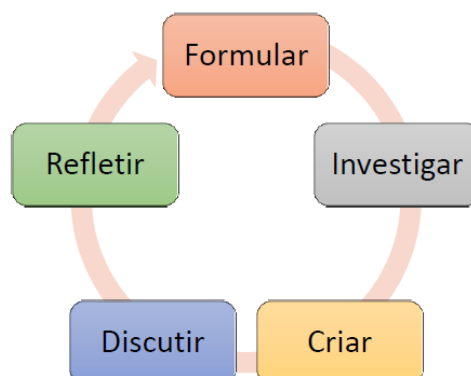 Formular
Investigar
Criar
Discutir
Refletir